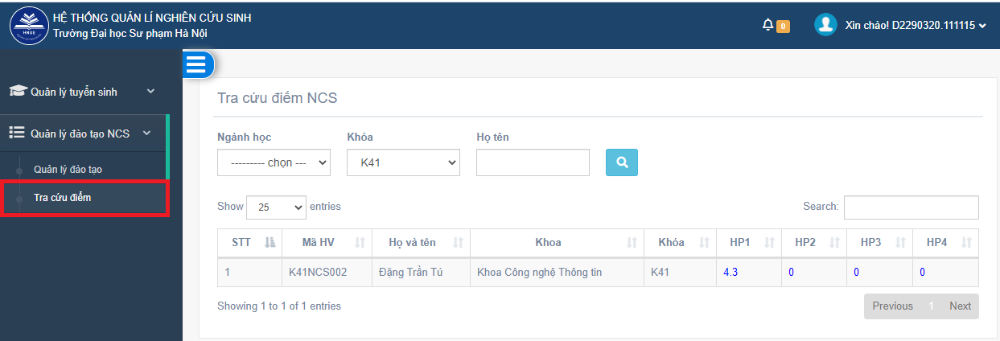 HỆ THỐNG QUẢN LÍ NGHIÊN CỨU SINH
Trường Đại học Sư phạm Hà Nội
HNUE
0
Xin chào! D2290320.111115
Quản lý tuyển sinh
Quản lý đào tạo NCS
Quản lý đào tạo
Tra cứu điểm
Tra cứu điểm NCS
Ngành học Khóa Họ tên
--------- chọn --- K41
Show 25 entries Search:
STT Mã HV Họ và tên Khoa Khóa HP1 HP2 HP3 HP4
1 K41NCS002 Đặng Trần Tú Khoa Công nghệ Thông tin K41 4.3 0 0 0
Showing 1 to 1 of 1 entries Previous 1 Next